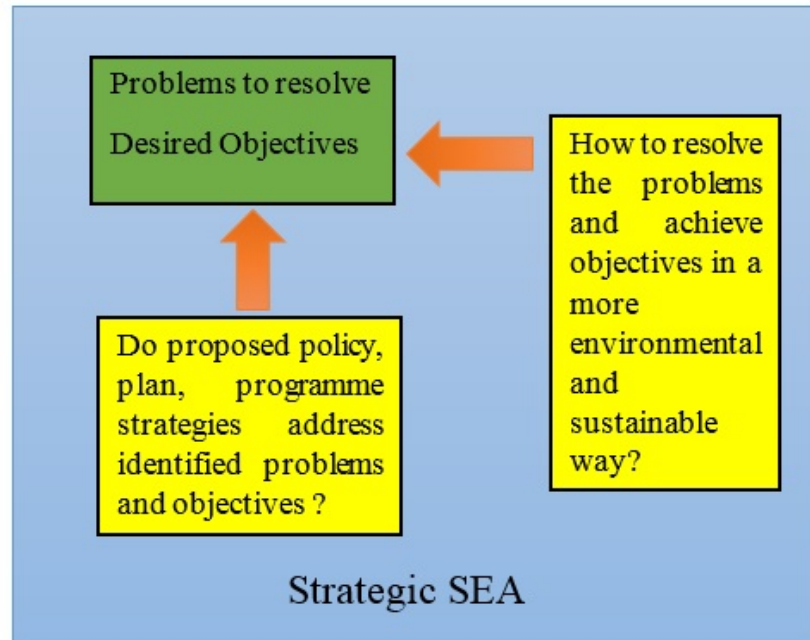 Problems to resolve
Desired Objectives
How to resolve
the problems
and achieve
objectives in a
more
environmental
and
sustainable
way?
Do proposed policy,
plan, programme
strategies address
identified problems
and objectives ?
Strategic SEA